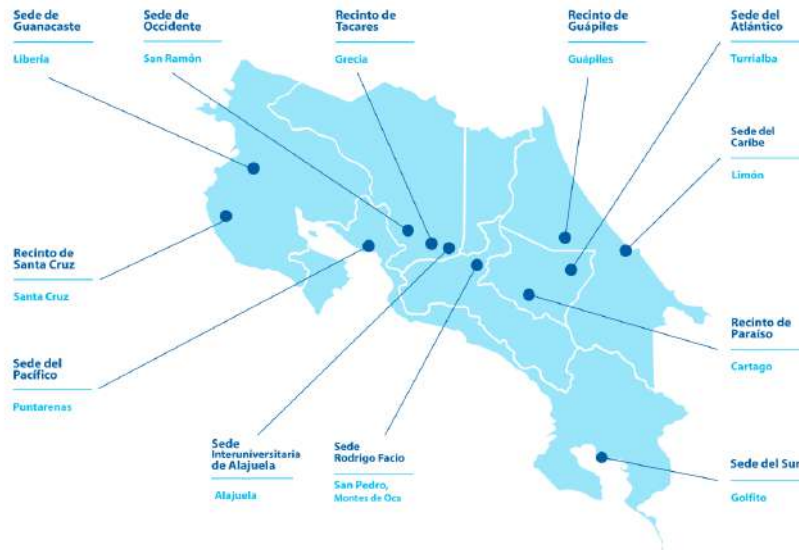 Sede de
Guanacaste
Liberia
Sede de
Occidente
San Ramón
Recinto de
Tacares
Grecia
Recinto de
Guápiles
Guápiles
Sede del
Atlántico
Turrialba
Sede del
Caribe
Limón
Recinto de
Santa Cruz
Santa Cruz
Recinto de
Paraíso
Cartago
Sede del
Pacífico
Puntarenas
Sede
Interuniversitaria
de Alajuela
Alajuela
Sede
Rodrigo Facio
San Pedro,
Montes de Oca
Sede del Sur
Golfito